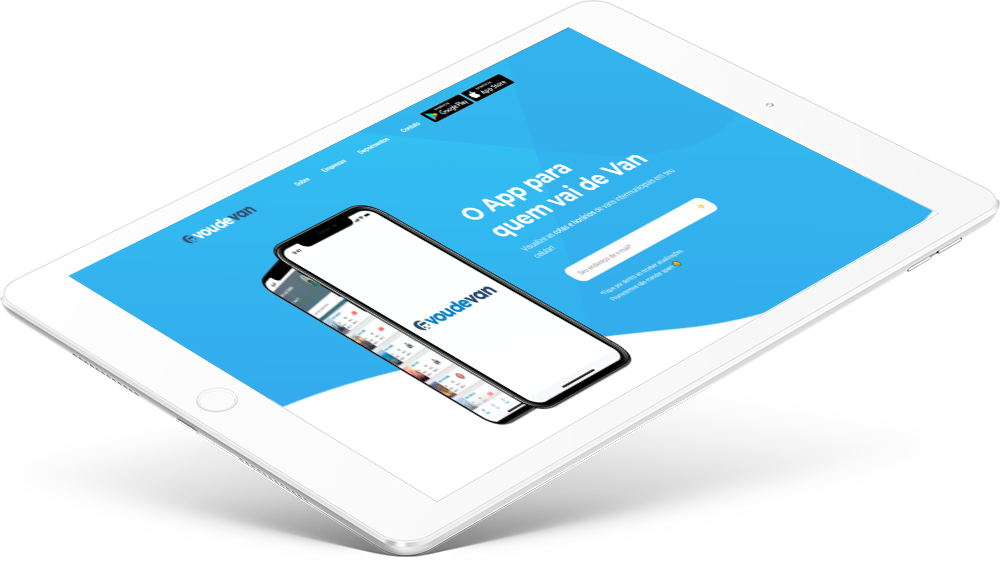 voudevan
Sobre
Empresas
Depoimentos
Contato
Google Play
App Store
O App para
quem vai de Van
Visualize as rotas e horários de vans intermunicipais em seu
celular!
Seu endereço de e-mail*
*Fique por dentro ao receber atualizações.
Prometemos não mandar spam
voudevan